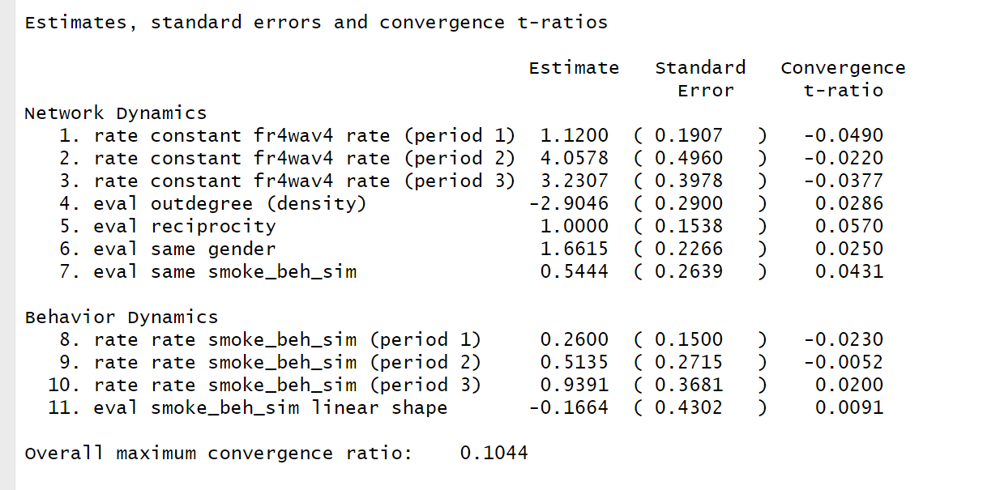 Estimates, standard errors and convergence t-ratios
Estimate Standard Convergence
Error t-ratio
Network Dynamics
1. rate constant fr4wav4 rate (period 1) 1.1200 ( 0.1907 ) -0.0490
2. rate constant fr4wav4 rate (period 2) 4.0578 ( 0.4960 ) -0.0220
3. rate constant fr4wav4 rate (period 3) 3.2307 ( 0.3978 ) -0.0377
4. eval outdegree (density) -2.9046 ( 0.2900 ) 0.0286
5. eval reciprocity 1.0000 ( 0.1538 ) 0.0570
6. eval same gender 1.6615 ( 0.2266 ) 0.0250
7. eval same smoke_beh_sim 0.5444 ( 0.2639 ) 0.0431
Behavior Dynamics
8. rate rate smoke_beh_sim (period 1) 0.2600 ( 0.1500 ) -0.0230
9. rate rate smoke_beh_sim (period 2) 0.5135 ( 0.2715 ) -0.0052
10. rate rate smoke_beh_sim (period 3) 0.9391 ( 0.3681 ) 0.0200
11. eval smoke_beh_sim linear shape -0.1664 ( 0.4302 ) 0.0091
Overall maximum convergence ratio: 0.1044